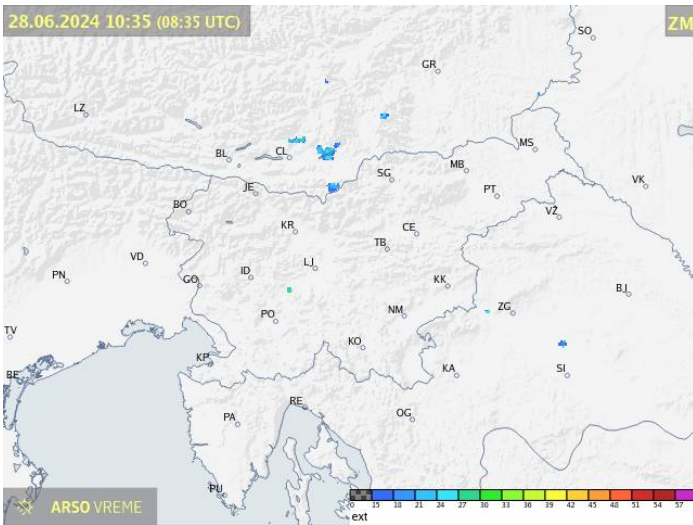 28.06.2024 10:35 (08:35 UTC)
ZM
SO
GR
LZ
BL
CL
MS
SG
MB
VK
JE
PT
BO
VŽ
KR
CE
TB
VD
LJ
ID
PN
GO
KK
BJ
PO
NM
ZG
TV
KO
KP
BE
KA
SI
RE
PA
OG
PU
ARSO VREME
0 15 18 21 24 27 30 33 36 39 42 45 48 51 54 57
ext